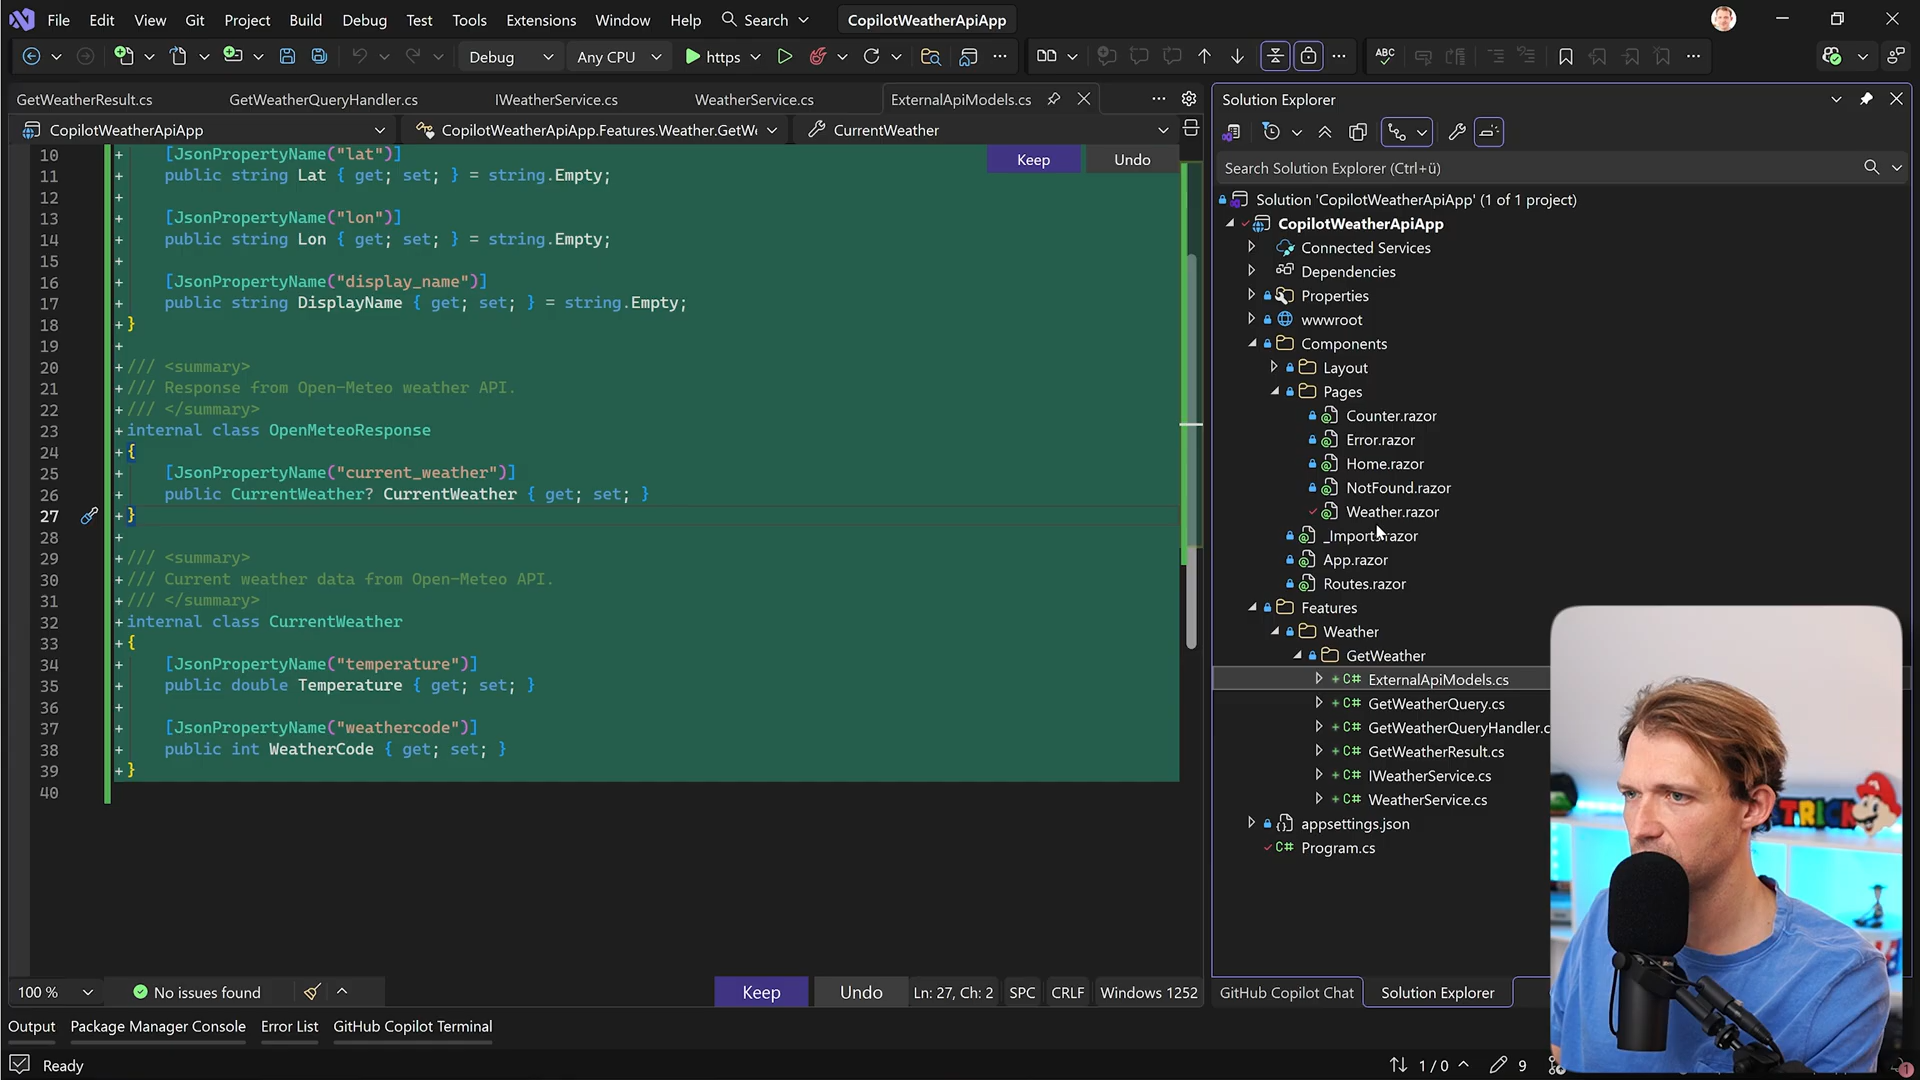 File Edit View Git Project Build Debug Test Tools Extensions Window Help Search CopilotWeatherApiApp
Debug Any CPU https
GetWeatherResult.cs GetWeatherQueryHandler.cs IWeatherService.cs WeatherService.cs ExternalApiModels.cs
CopilotWeatherApiApp CopilotWeatherApiApp.Features.Weather.GetWe CurrentWeather
10 + [JsonPropertyName("lat")]
11 + public string Lat { get; set; } = string.Empty;
12 +
13 + [JsonPropertyName("lon")]
14 + public string Lon { get; set; } = string.Empty;
15 +
16 + [JsonPropertyName("display_name")]
17 + public string DisplayName { get; set; } = string.Empty;
18 +}
19 +
20 +/// <summary>
21 +/// Response from Open-Meteo weather API.
22 +/// </summary>
23 +internal class OpenMeteoResponse
24 +{
25 + [JsonPropertyName("current_weather")]
26 + public CurrentWeather? CurrentWeather { get; set; }
27 +}
28 +
29 +/// <summary>
30 +/// Current weather data from Open-Meteo API.
31 +/// </summary>
32 +internal class CurrentWeather
33 +{
34 + [JsonPropertyName("temperature")]
35 + public double Temperature { get; set; }
36 +
37 + [JsonPropertyName("weathercode")]
38 + public int WeatherCode { get; set; }
39 +}
40
Keep Undo
100 % No issues found Keep Undo Ln: 27, Ch: 2 SPC CRLF Windows 1252
Output Package Manager Console Error List GitHub Copilot Terminal
Ready 1 / 0 9
Solution Explorer
Search Solution Explorer (Ctrl+ü)
Solution 'CopilotWeatherApiApp' (1 of 1 project)
CopilotWeatherApiApp
Connected Services
Dependencies
Properties
wwwroot
Components
Layout
Pages
Counter.razor
Error.razor
Home.razor
NotFound.razor
Weather.razor
_Imports.razor
App.razor
Routes.razor
Features
Weather
GetWeather
+ C# ExternalApiModels.cs
+ C# GetWeatherQuery.cs
+ C# GetWeatherQueryHandler.c
+ C# GetWeatherResult.cs
+ C# IWeatherService.cs
+ C# WeatherService.cs
appsettings.json
C# Program.cs
GitHub Copilot Chat Solution Explorer
TRICK
1